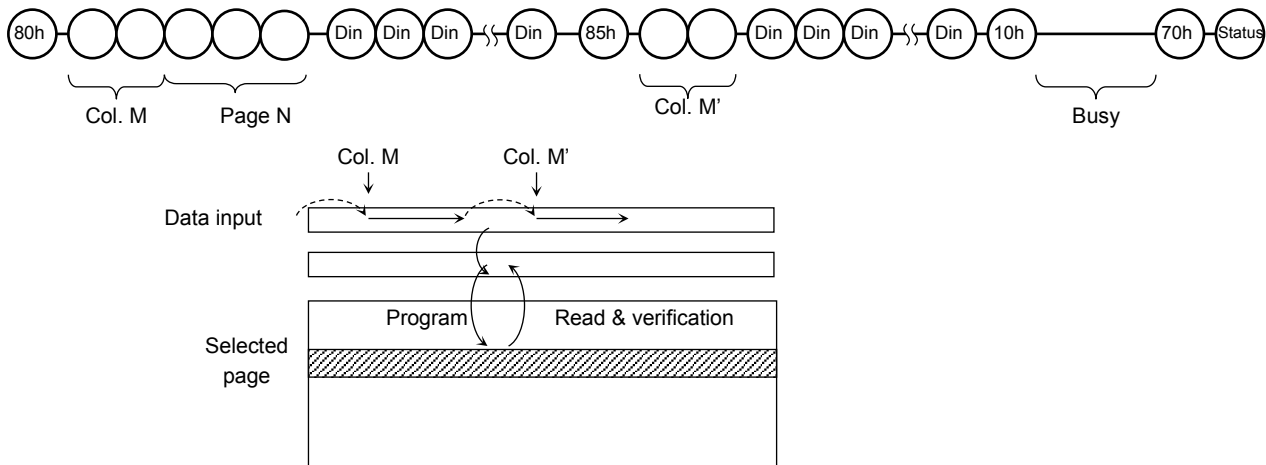 80h Din Din Din Din 85h Din Din Din Din 10h 70h Status
Col. M Page N Col. M’ Busy
Col. M Col. M’
Data input
Program Read & verification
Selected
page